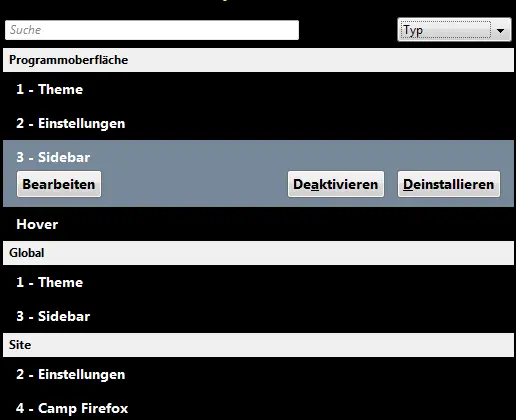 Suche
Typ
Programmoberfläche
1 - Theme
2 - Einstellungen
3 - Sidebar
Bearbeiten Deaktivieren Deinstallieren
Hover
Global
1 - Theme
3 - Sidebar
Site
2 - Einstellungen
4 - Camp Firefox